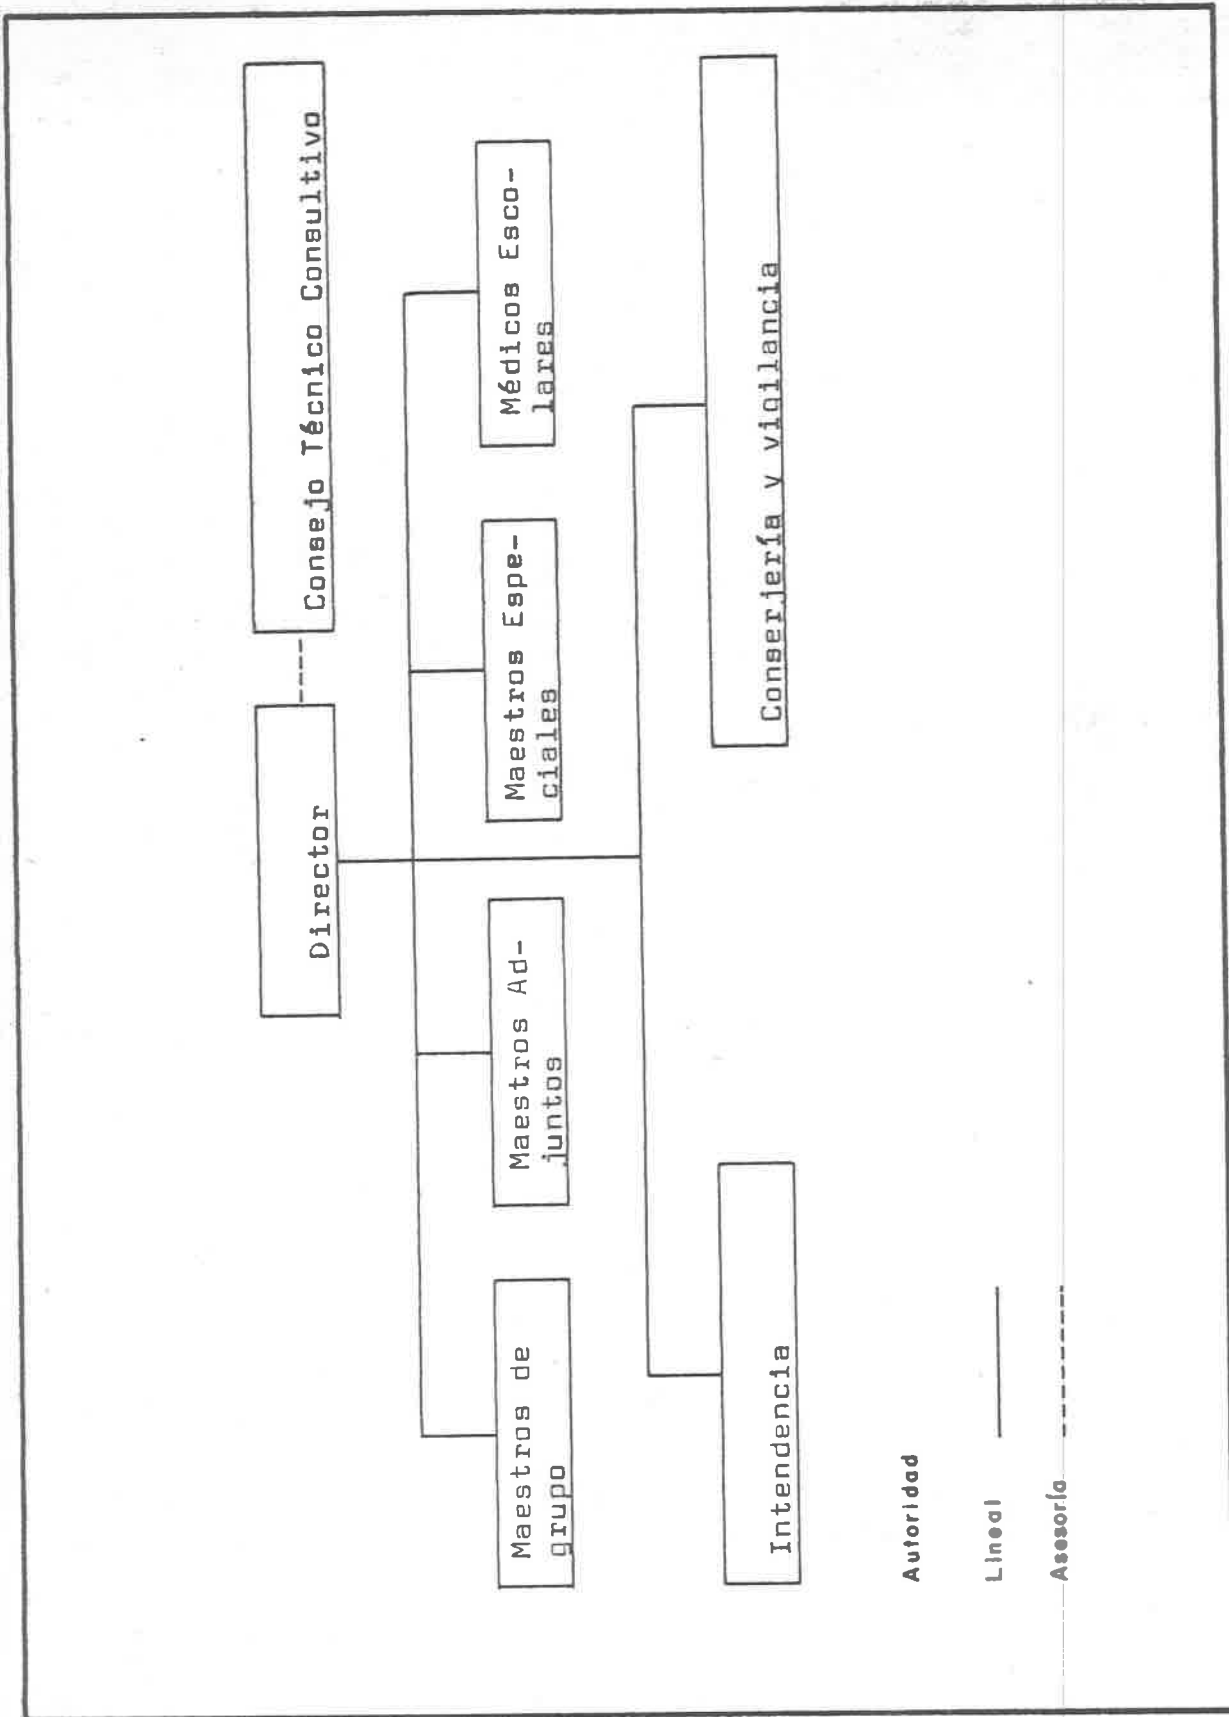 Director
Consejo Técnico Consultivo
Maestros de
grupo
Maestros Ad-
juntos
Maestros Espe-
ciales
Médicos Esco-
lares
Intendencia
Conserjería y vigilancia
Autoridad
Lineal
Asesoría